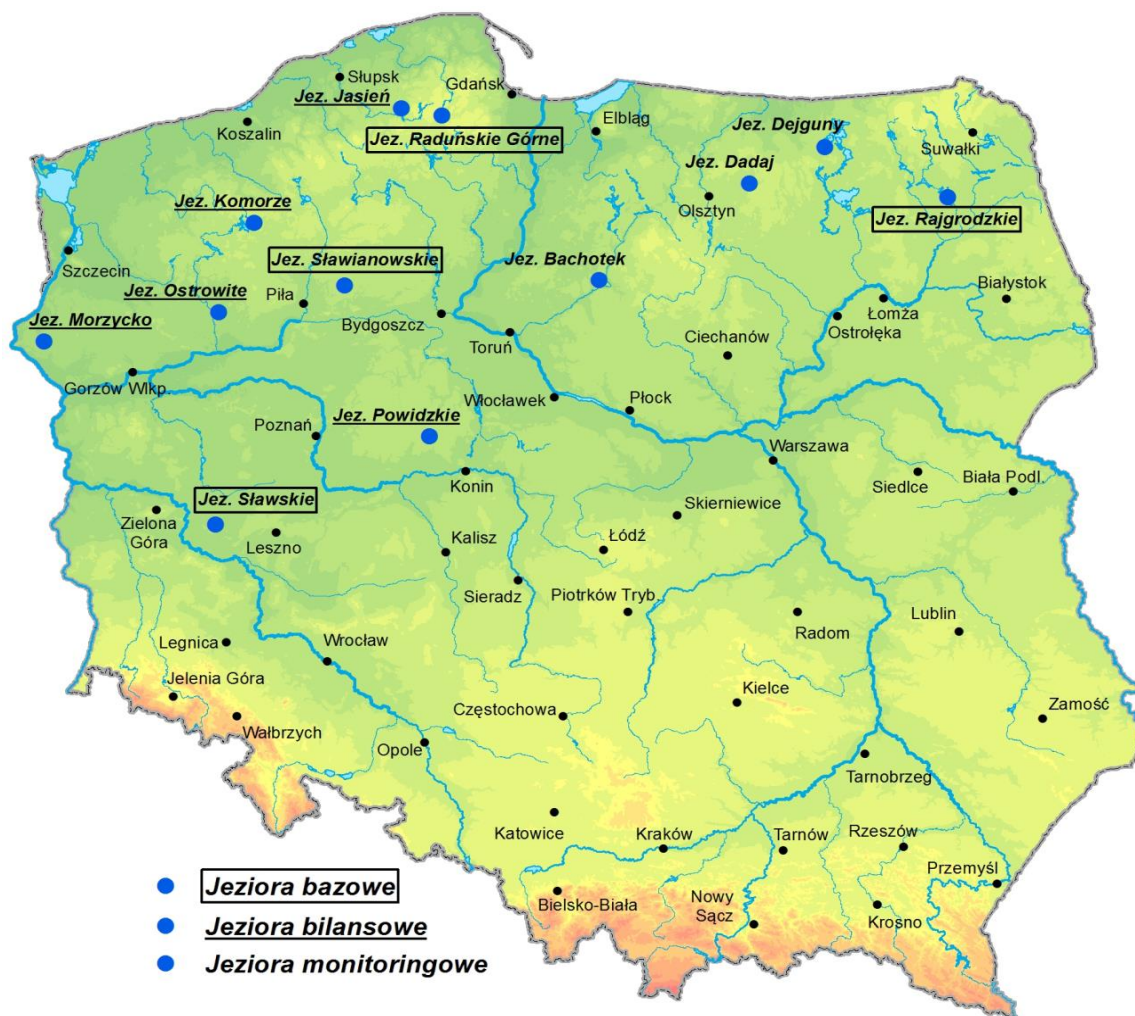 Słupsk
Gdańsk
Jez. Jasień
Koszalin
Jez. Raduńskie Górne
Elbląg
Jez. Dejguny
Suwałki
Jez. Dadaj
Olsztyn
Jez. Komorze
Jez. Rajgrodzkie
Szczecin
Jez. Sławianowskie
Jez. Bachotek
Jez. Ostrowite
Piła
Białystok
Jez. Morzycko
Bydgoszcz
Toruń
Ciechanów
Łomża
Ostrołęka
Gorzów Wlkp.
Włocławek
Płock
Jez. Powidzkie
Poznań
Warszawa
Konin
Siedlce
Biała Podl.
Jez. Sławskie
Skierniewice
Zielona
Góra
Leszno
Kalisz
Łódź
Sieradz
Piotrków Tryb.
Radom
Lublin
Legnica
Wrocław
Jelenia Góra
Kielce
Zamość
Wałbrzych
Częstochowa
Opole
Tarnobrzeg
Katowice
Kraków
Tarnów
Rzeszów
Przemyśl
Bielsko-Biała
Nowy
Sącz
Krosno
Jeziora bazowe
Jeziora bilansowe
Jeziora monitoringowe